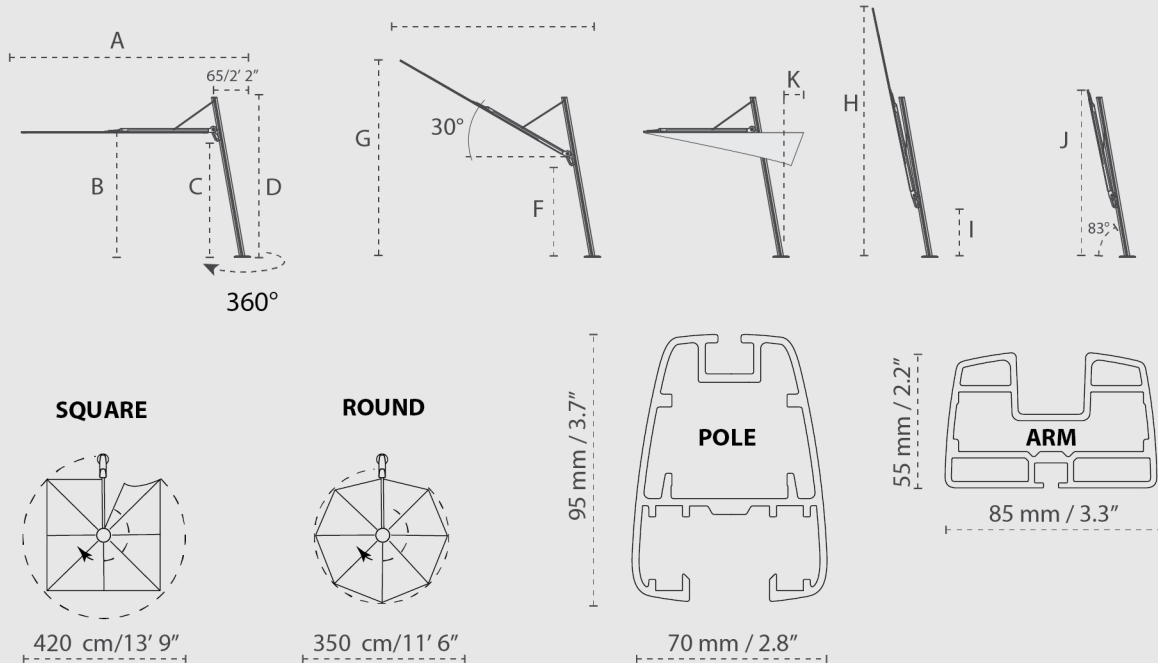 A
65/2' 2"
B
C
D
360°
G
30°
F
K
H
I
J
83°
SQUARE
420 cm/13' 9"
ROUND
350 cm/11' 6"
95 mm / 3.7"
POLE
70 mm / 2.8"
55 mm / 2.2"
ARM
85 mm / 3.3"